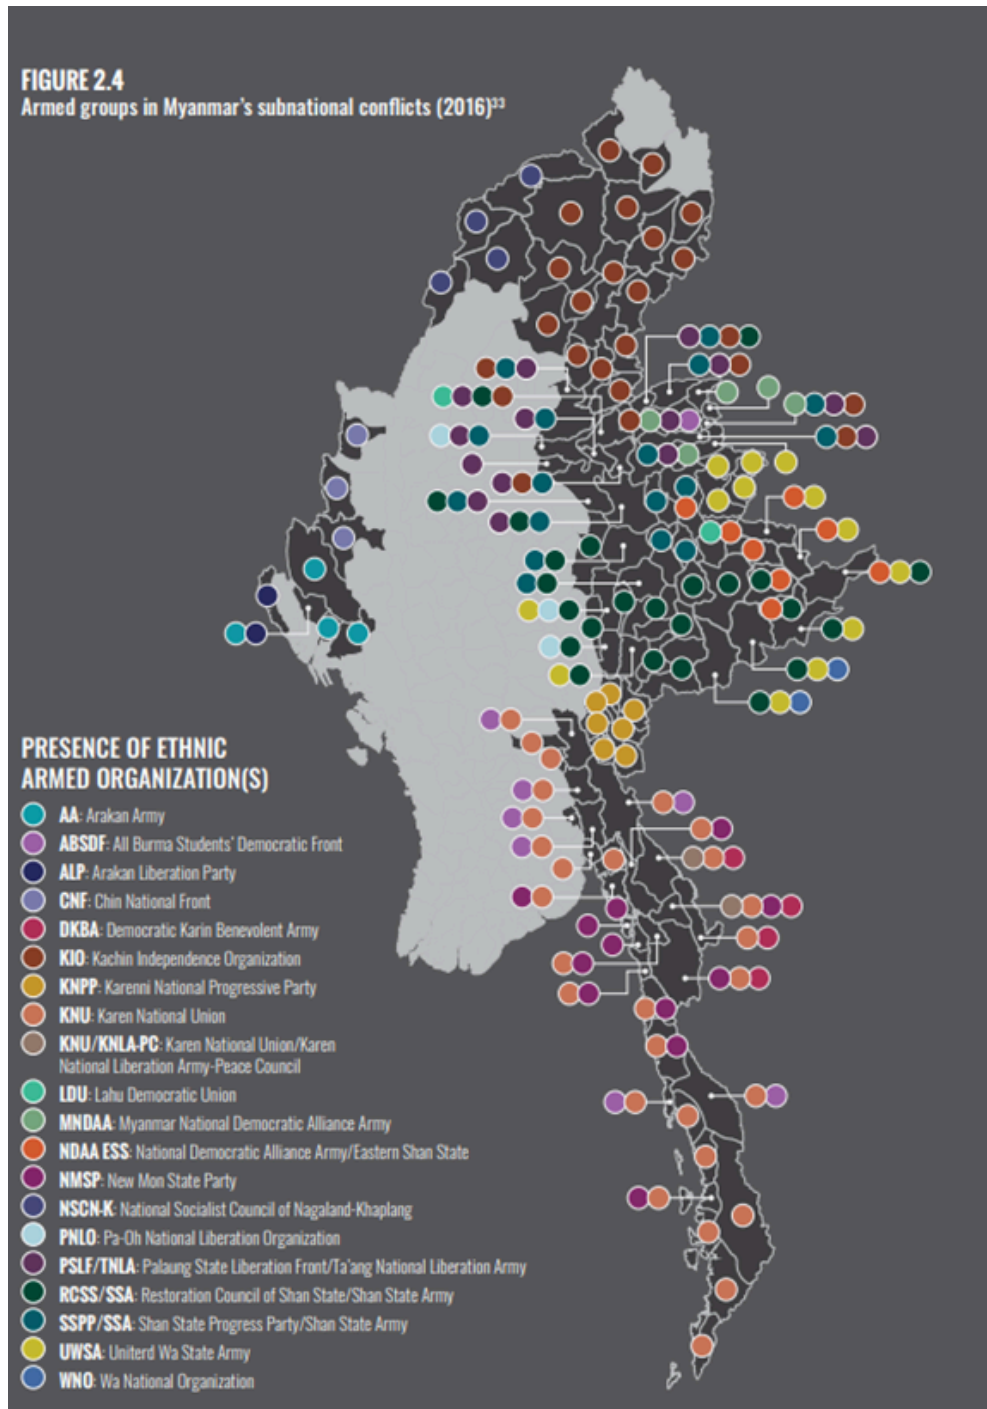 FIGURE 2.4
Armed groups in Myanmar's subnational conflicts (2016)³³
PRESENCE OF ETHNIC
ARMED ORGANIZATION(S)
AA: Arakan Army
ABSDF: All Burma Students' Democratic Front
ALP: Arakan Liberation Party
CNF: Chin National Front
DKBA: Democratic Karin Benevolent Army
KIO: Kachin Independence Organization
KNPP: Karenni National Progressive Party
KNU: Karen National Union
KNU/KNLA-PC: Karen National Union/Karen
National Liberation Army-Peace Council
LDU: Lahu Democratic Union
MNDAA: Myanmar National Democratic Alliance Army
NDAA ESS: National Democratic Alliance Army/Eastern Shan State
NMSP: New Mon State Party
NSCN-K: National Socialist Council of Nagaland-Khaplang
PNLO: Pa-Oh National Liberation Organization
PSLF/TNLA: Palaung State Liberation Front/Ta'ang National Liberation Army
RCSS/SSA: Restoration Council of Shan State/Shan State Army
SSPP/SSA: Shan State Progress Party/Shan State Army
UWSA: Uniterd Wa State Army
WNO: Wa National Organization